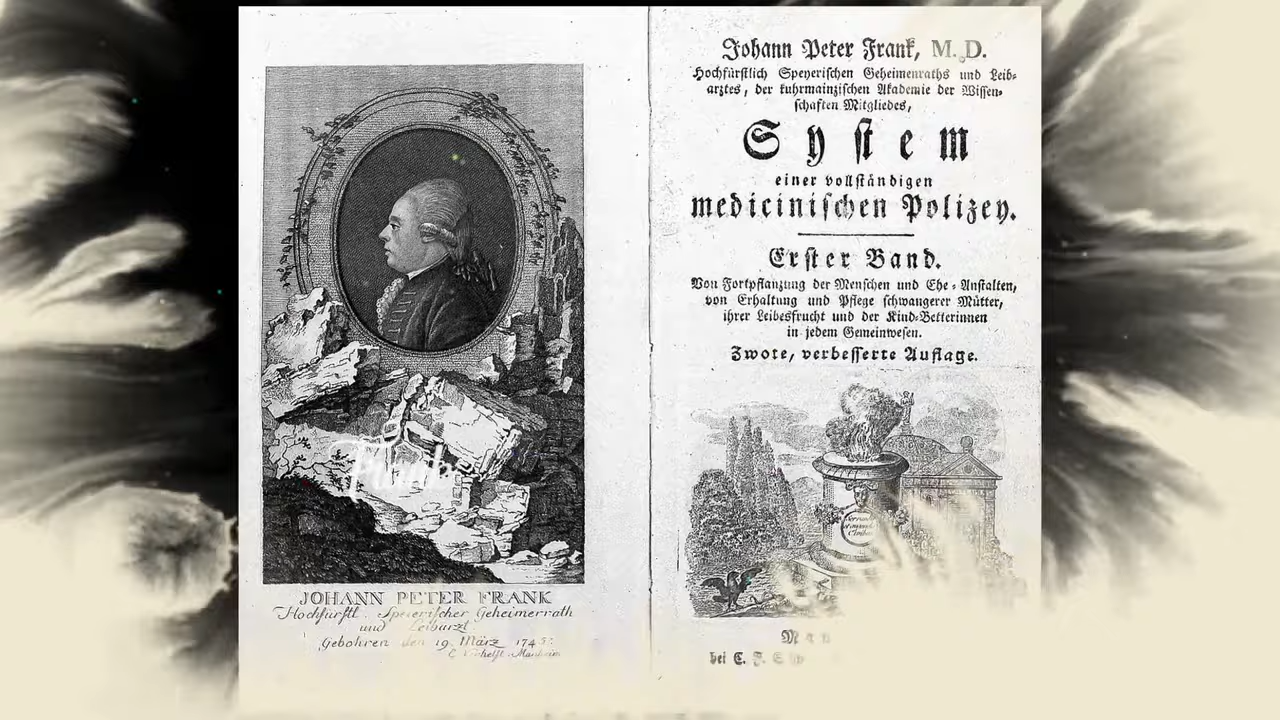 JOHANN PETER FRANK
Hochfürstl. Speierischer Geheimerrath
und Leibarzt
Gebohren den 19. März 1745.
Johann Peter Frank, M. D.
Hochfürstlich Speyerischen Geheimenraths und Leib-
arztes, der kuhrmainzischen Akademie der Wissen-
schaften Mitgliedes,
System
einer vollständigen
medicinischen Polizey.
Erster Band.
Von Fortpflanzung der Menschen und Ehe-Anstalten,
von Erhaltung und Pflege schwangerer Mütter,
ihrer Leibesfrucht und der Kind-Betterinnen
in jedem Gemeinwesen.
Zwote, verbesserte Auflage.
bei C. F.